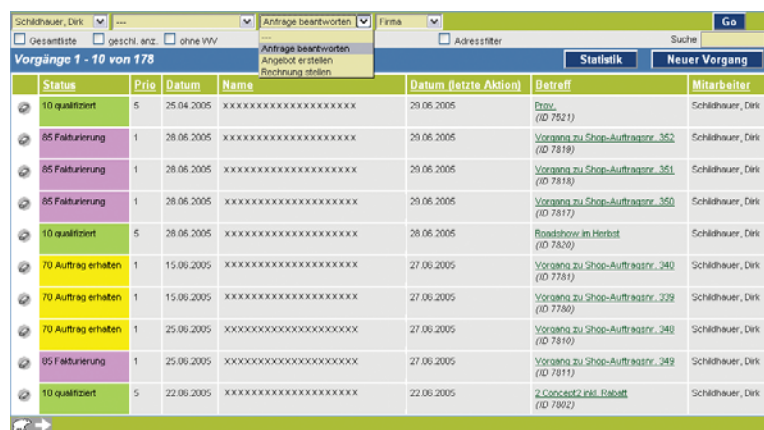 Schildhauer, Dirk --- Anfrage beantworten Firma Go
Gesamtliste geschl. anz. ohne WV Adressfilter Suche
---
Anfrage beantworten
Angebot erstellen
Rechnung stellen
Vorgänge 1 - 10 von 178 Statistik Neuer Vorgang
Status Prio Datum Name Datum (letzte Aktion) Betreff Mitarbeiter
10 qualifiziert 5 25.04.2005 XXXXXXXXXXXXXXXXXXXX 29.06.2005 Prov. Schildhauer, Dirk
(ID 7521)
85 Fakturierung 1 28.06.2005 XXXXXXXXXXXXXXXXXXXX 29.06.2005 Vorgang zu Shop-Auftragsnr. 352 Schildhauer, Dirk
(ID 7819)
85 Fakturierung 1 28.06.2005 XXXXXXXXXXXXXXXXXXXX 29.06.2005 Vorgang zu Shop-Auftragsnr. 351 Schildhauer, Dirk
(ID 7818)
85 Fakturierung 1 28.06.2005 XXXXXXXXXXXXXXXXXXXX 29.06.2005 Vorgang zu Shop-Auftragsnr. 350 Schildhauer, Dirk
(ID 7817)
10 qualifiziert 5 28.06.2005 XXXXXXXXXXXXXXXXXXXX 28.06.2005 Roadshow im Herbst Schildhauer, Dirk
(ID 7820)
70 Auftrag erhalten 1 15.06.2005 XXXXXXXXXXXXXXXXXXXX 27.06.2005 Vorgang zu Shop-Auftragsnr. 340 Schildhauer, Dirk
(ID 7781)
70 Auftrag erhalten 1 15.06.2005 XXXXXXXXXXXXXXXXXXXX 27.06.2005 Vorgang zu Shop-Auftragsnr. 339 Schildhauer, Dirk
(ID 7780)
70 Auftrag erhalten 1 25.06.2005 XXXXXXXXXXXXXXXXXXXX 27.06.2005 Vorgang zu Shop-Auftragsnr. 348 Schildhauer, Dirk
(ID 7810)
85 Fakturierung 1 25.06.2005 XXXXXXXXXXXXXXXXXXXX 27.06.2005 Vorgang zu Shop-Auftragsnr. 349 Schildhauer, Dirk
(ID 7811)
10 qualifiziert 5 22.06.2005 XXXXXXXXXXXXXXXXXXXX 22.06.2005 2 Concept2 inkl. Rabatt Schildhauer, Dirk
(ID 7802)